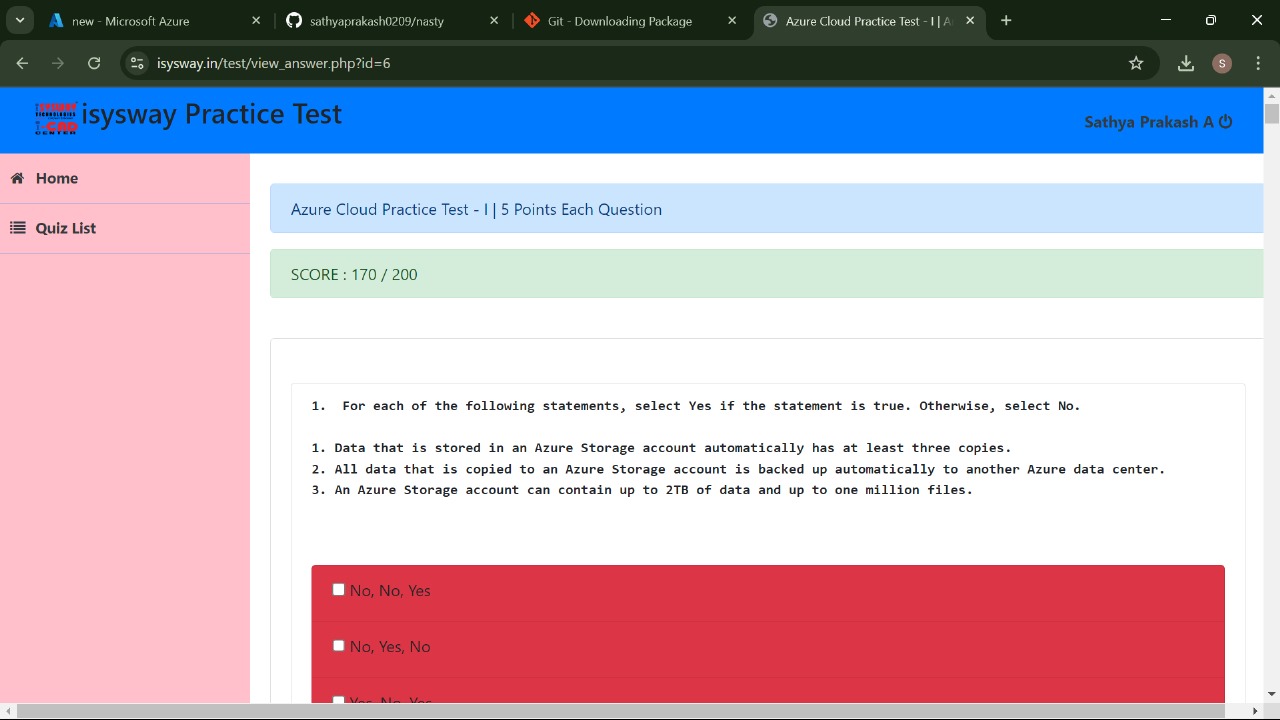 new - Microsoft Azure
sathyaprakash0209/nasty
Git - Downloading Package
Azure Cloud Practice Test - I | A
isysway.in/test/view_answer.php?id=6
S
isysway Practice Test
Sathya Prakash A
Home
Quiz List
Azure Cloud Practice Test - I | 5 Points Each Question
SCORE : 170 / 200
1. For each of the following statements, select Yes if the statement is true. Otherwise, select No.
1. Data that is stored in an Azure Storage account automatically has at least three copies.
2. All data that is copied to an Azure Storage account is backed up automatically to another Azure data center.
3. An Azure Storage account can contain up to 2TB of data and up to one million files.
No, No, Yes
No, Yes, No
Yes, No, Yes